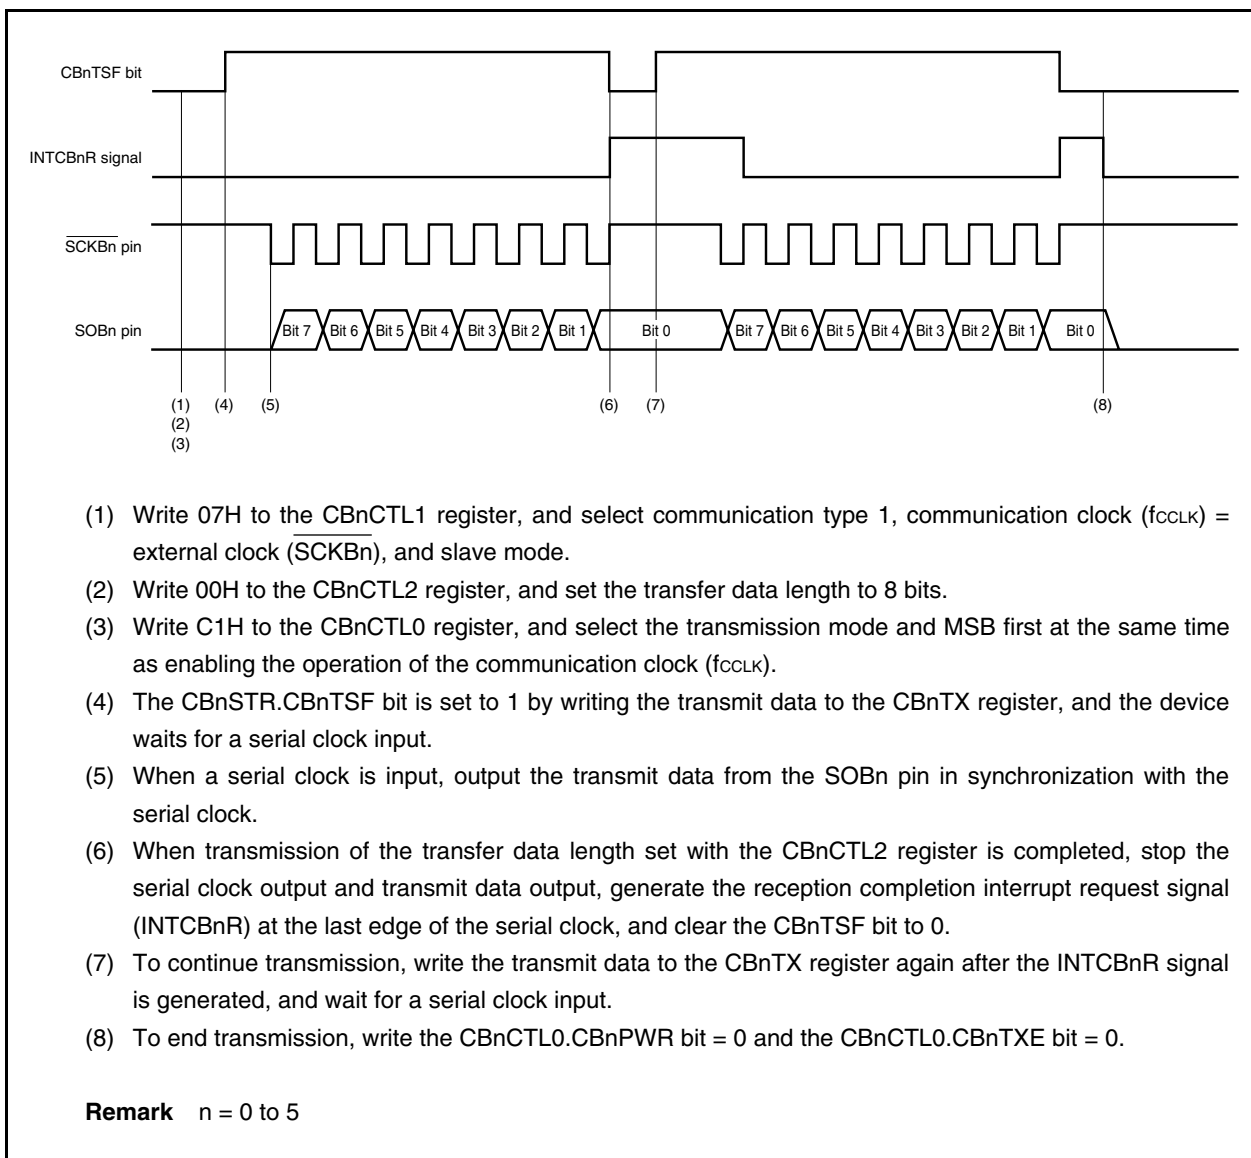 CBnTSF bit
INTCBnR signal
SCKBn pin
SOBn pin
Bit 7 Bit 6 Bit 5 Bit 4 Bit 3 Bit 2 Bit 1 Bit 0 Bit 7 Bit 6 Bit 5 Bit 4 Bit 3 Bit 2 Bit 1 Bit 0
(1) (4) (5) (6) (7) (8)
(2)
(3)
(1) Write 07H to the CBnCTL1 register, and select communication type 1, communication clock (fCCLK) =
external clock (SCKBn), and slave mode.
(2) Write 00H to the CBnCTL2 register, and set the transfer data length to 8 bits.
(3) Write C1H to the CBnCTL0 register, and select the transmission mode and MSB first at the same time
as enabling the operation of the communication clock (fCCLK).
(4) The CBnSTR.CBnTSF bit is set to 1 by writing the transmit data to the CBnTX register, and the device
waits for a serial clock input.
(5) When a serial clock is input, output the transmit data from the SOBn pin in synchronization with the
serial clock.
(6) When transmission of the transfer data length set with the CBnCTL2 register is completed, stop the
serial clock output and transmit data output, generate the reception completion interrupt request signal
(INTCBnR) at the last edge of the serial clock, and clear the CBnTSF bit to 0.
(7) To continue transmission, write the transmit data to the CBnTX register again after the INTCBnR signal
is generated, and wait for a serial clock input.
(8) To end transmission, write the CBnCTL0.CBnPWR bit = 0 and the CBnCTL0.CBnTXE bit = 0.
Remark n = 0 to 5